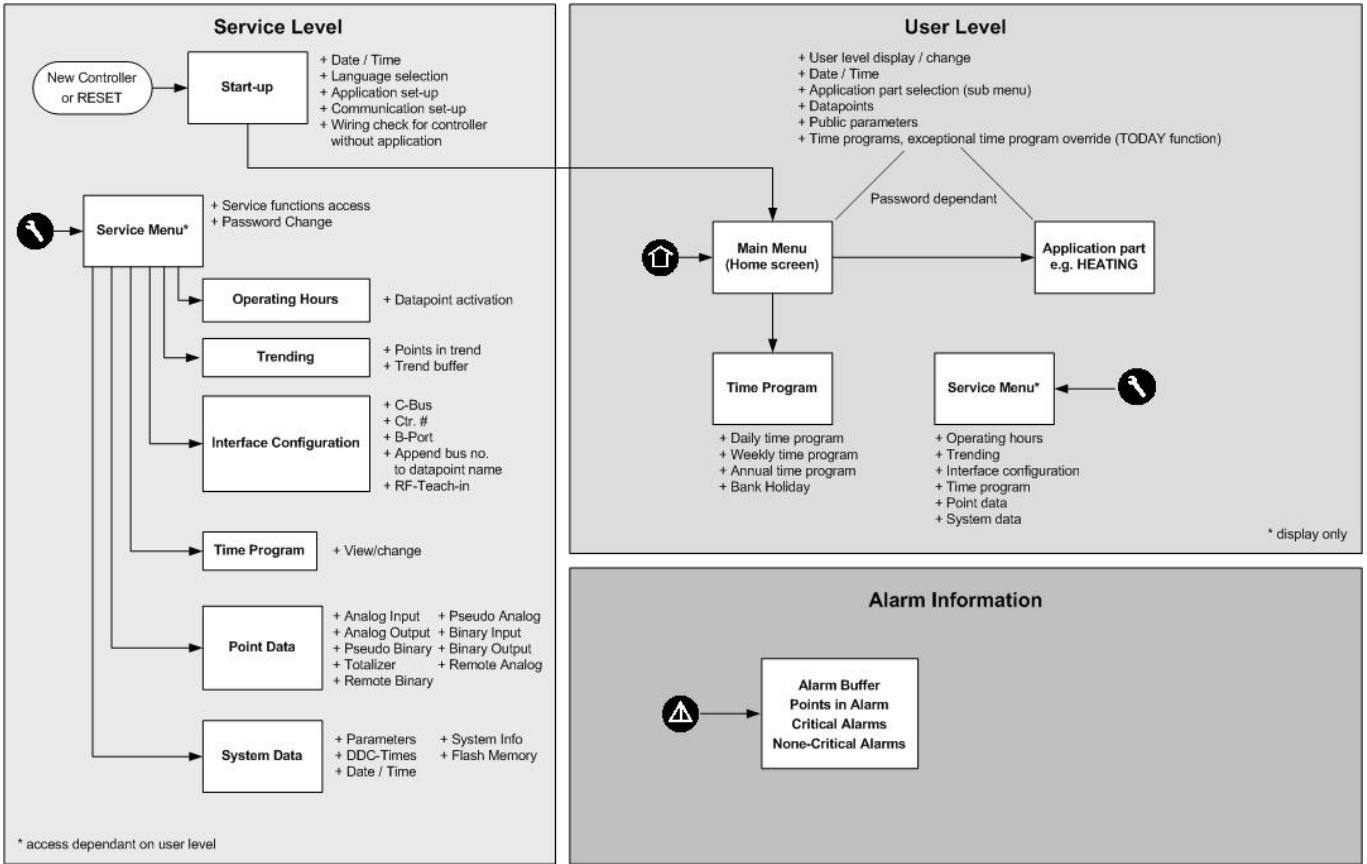 Service Level
New Controller
or RESET
Start-up
+ Date / Time
+ Language selection
+ Application set-up
+ Communication set-up
+ Wiring check for controller
without application
Service Menu*
+ Service functions access
+ Password Change
Operating Hours
+ Datapoint activation
Trending
+ Points in trend
+ Trend buffer
Interface Configuration
+ C-Bus
+ Ctr. #
+ B-Port
+ Append bus no.
to datapoint name
+ RF-Teach-in
Time Program
+ View/change
Point Data
+ Analog Input + Pseudo Analog
+ Analog Output + Binary Input
+ Pseudo Binary + Binary Output
+ Totalizer + Remote Analog
+ Remote Binary
System Data
+ Parameters + System Info
+ DDC-Times + Flash Memory
+ Date / Time
* access dependant on user level
User Level
+ User level display / change
+ Date / Time
+ Application part selection (sub menu)
+ Datapoints
+ Public parameters
+ Time programs, exceptional time program override (TODAY function)
Password dependant
Main Menu
(Home screen)
Application part
e.g. HEATING
Time Program
+ Daily time program
+ Weekly time program
+ Annual time program
+ Bank Holiday
Service Menu*
+ Operating hours
+ Trending
+ Interface configuration
+ Time program
+ Point data
+ System data
* display only
Alarm Information
Alarm Buffer
Points in Alarm
Critical Alarms
None-Critical Alarms